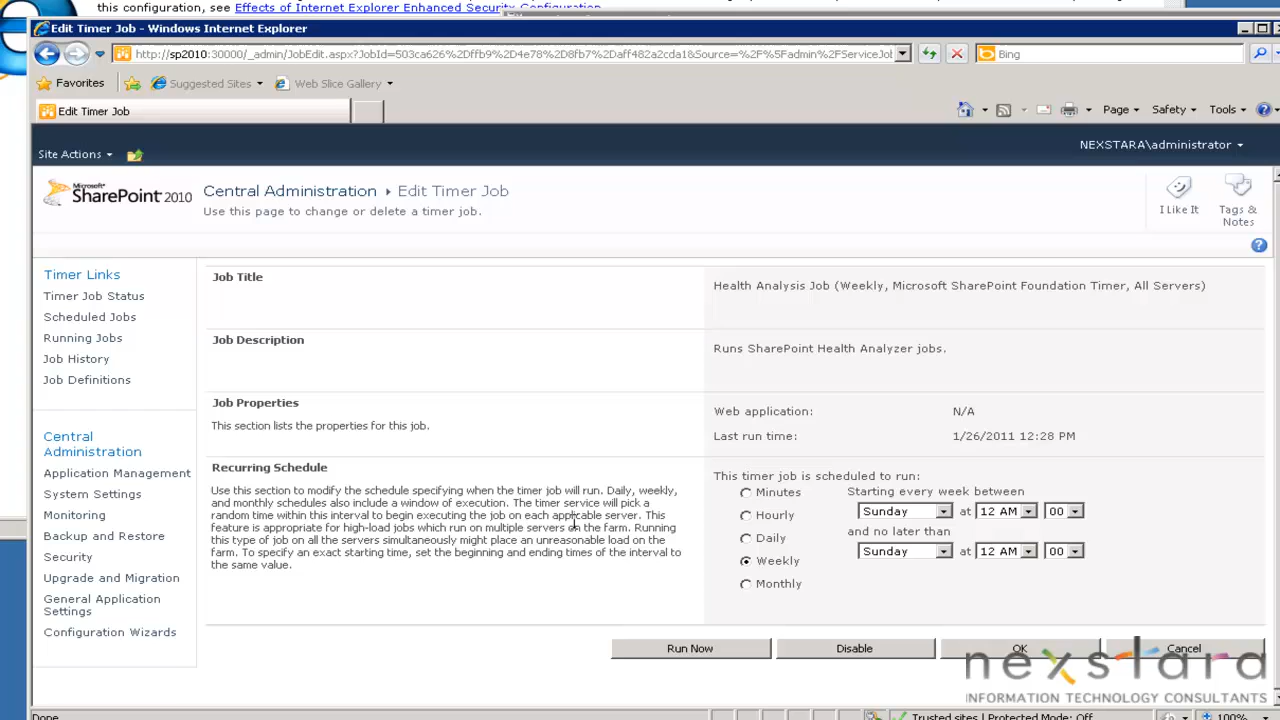 this configuration, see Effects of Internet Explorer Enhanced Security Configuration
Edit Timer Job - Windows Internet Explorer
http://sp2010:30000/_admin/JobEdit.aspx?JobId=503ca626%2Dffb9%2D4e78%2D8fb7%2Daff482a2cda1&Source=%2F%5Fadmin%2FServiceJob
Bing
Favorites
Suggested Sites
Web Slice Gallery
Edit Timer Job
Page
Safety
Tools
Site Actions
NEXSTARA\administrator
Microsoft
SharePoint 2010
Central Administration
Edit Timer Job
Use this page to change or delete a timer job.
I Like It
Tags &
Notes
Timer Links
Timer Job Status
Scheduled Jobs
Running Jobs
Job History
Job Definitions
Central
Administration
Application Management
System Settings
Monitoring
Backup and Restore
Security
Upgrade and Migration
General Application
Settings
Configuration Wizards
Job Title
Health Analysis Job (Weekly, Microsoft SharePoint Foundation Timer, All Servers)
Job Description
Runs SharePoint Health Analyzer jobs.
Job Properties
This section lists the properties for this job.
Web application: N/A
Last run time: 1/26/2011 12:28 PM
Recurring Schedule
Use this section to modify the schedule specifying when the timer job will run. Daily, weekly,
and monthly schedules also include a window of execution. The timer service will pick a
random time within this interval to begin executing the job on each applicable server. This
feature is appropriate for high-load jobs which run on multiple servers on the farm. Running
this type of job on all the servers simultaneously might place an unreasonable load on the
farm. To specify an exact starting time, set the beginning and ending times of the interval to
the same value.
This timer job is scheduled to run:
Minutes
Hourly
Daily
Weekly
Monthly
Starting every week between
Sunday at 12 AM 00
and no later than
Sunday at 12 AM 00
Run Now
Disable
OK
Cancel
nexstara
INFORMATION TECHNOLOGY CONSULTANTS
Done
Trusted sites | Protected Mode: Off
100%